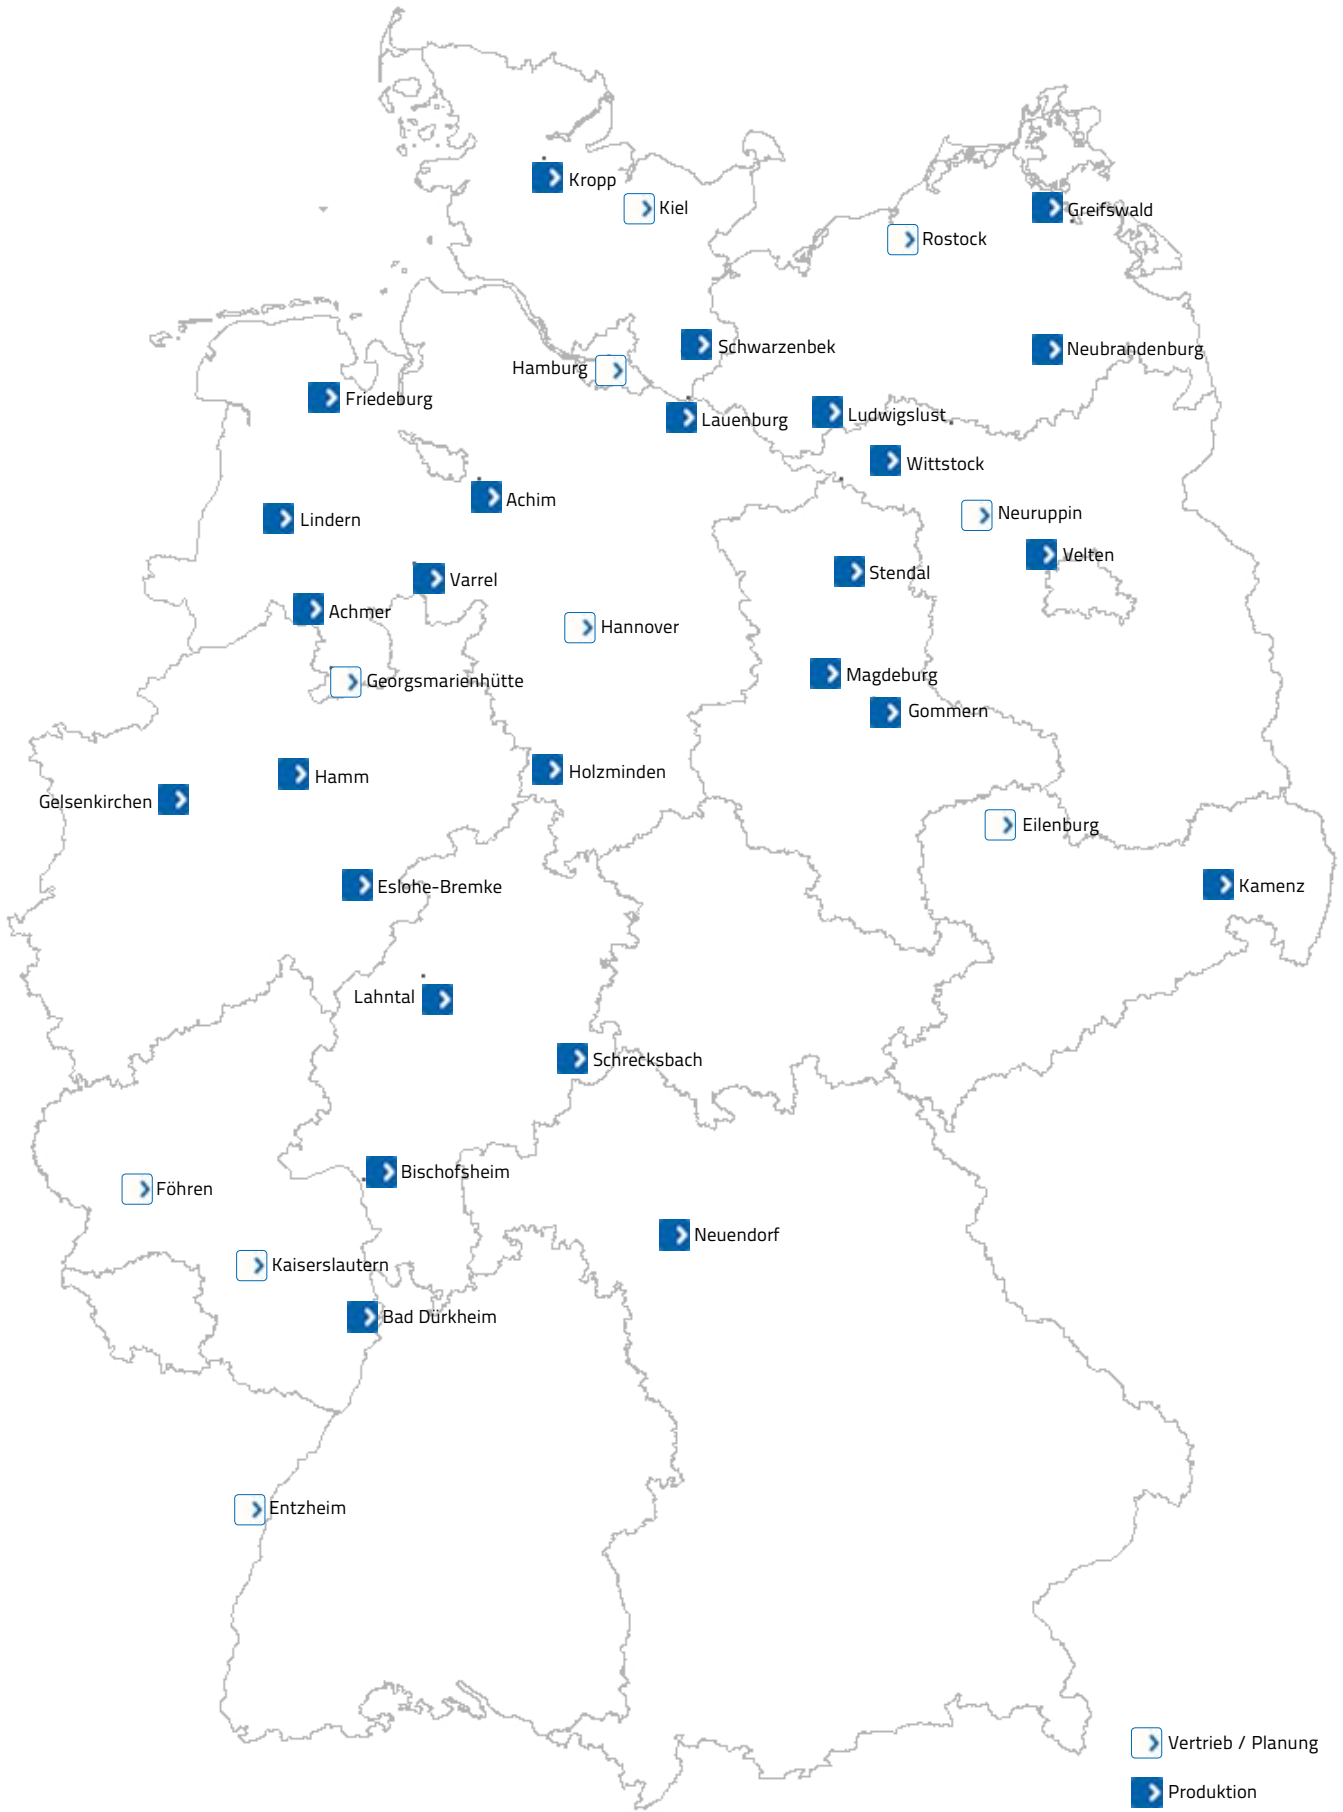 Kropp
Kiel
Greifswald
Rostock
Schwarzenbek
Neubrandenburg
Hamburg
Friedeburg
Ludwigslust
Lauenburg
Wittstock
Achim
Neuruppin
Lindern
Velten
Stendal
Varrel
Achmer
Hannover
Magdeburg
Georgsmarienhütte
Gommern
Holzminden
Hamm
Gelsenkirchen
Eilenburg
Eslohe-Bremke
Kamenz
Lahntal
Schrecksbach
Bischofsheim
Föhren
Neuendorf
Kaiserslautern
Bad Dürkheim
Entzheim
Vertrieb / Planung
Produktion